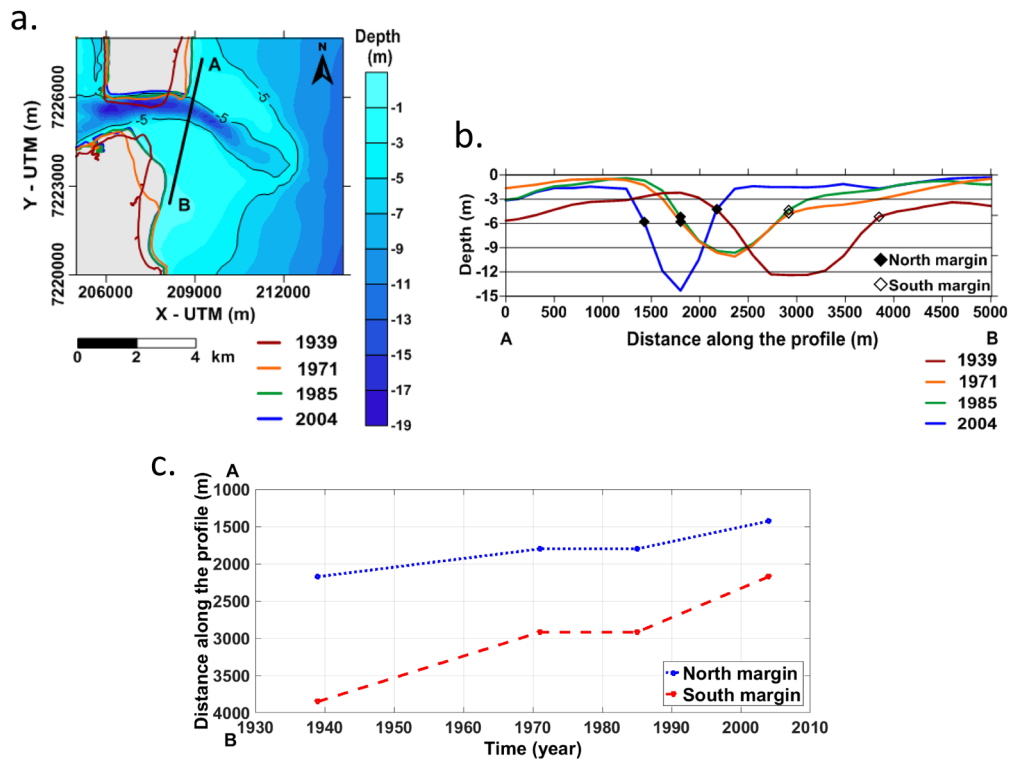 a.
Depth
(m)
N
A
B
-5
-5
-5
7226000
7223000
7220000
Y - UTM (m)
206000 209000 212000
X - UTM (m)
-1
-3
-5
-7
-9
-11
-13
-15
-17
-19
0 2 4 km
1939
1971
1985
2004
b.
0
-3
-6
-9
-12
-15
Depth (m)
North margin
South margin
0 500 1000 1500 2000 2500 3000 3500 4000 4500 5000
A Distance along the profile (m) B
1939
1971
1985
2004
c.
A
1000
1500
2000
2500
3000
3500
4000
Distance along the profile (m)
North margin
South margin
1930 1940 1950 1960 1970 1980 1990 2000 2010
B
Time (year)